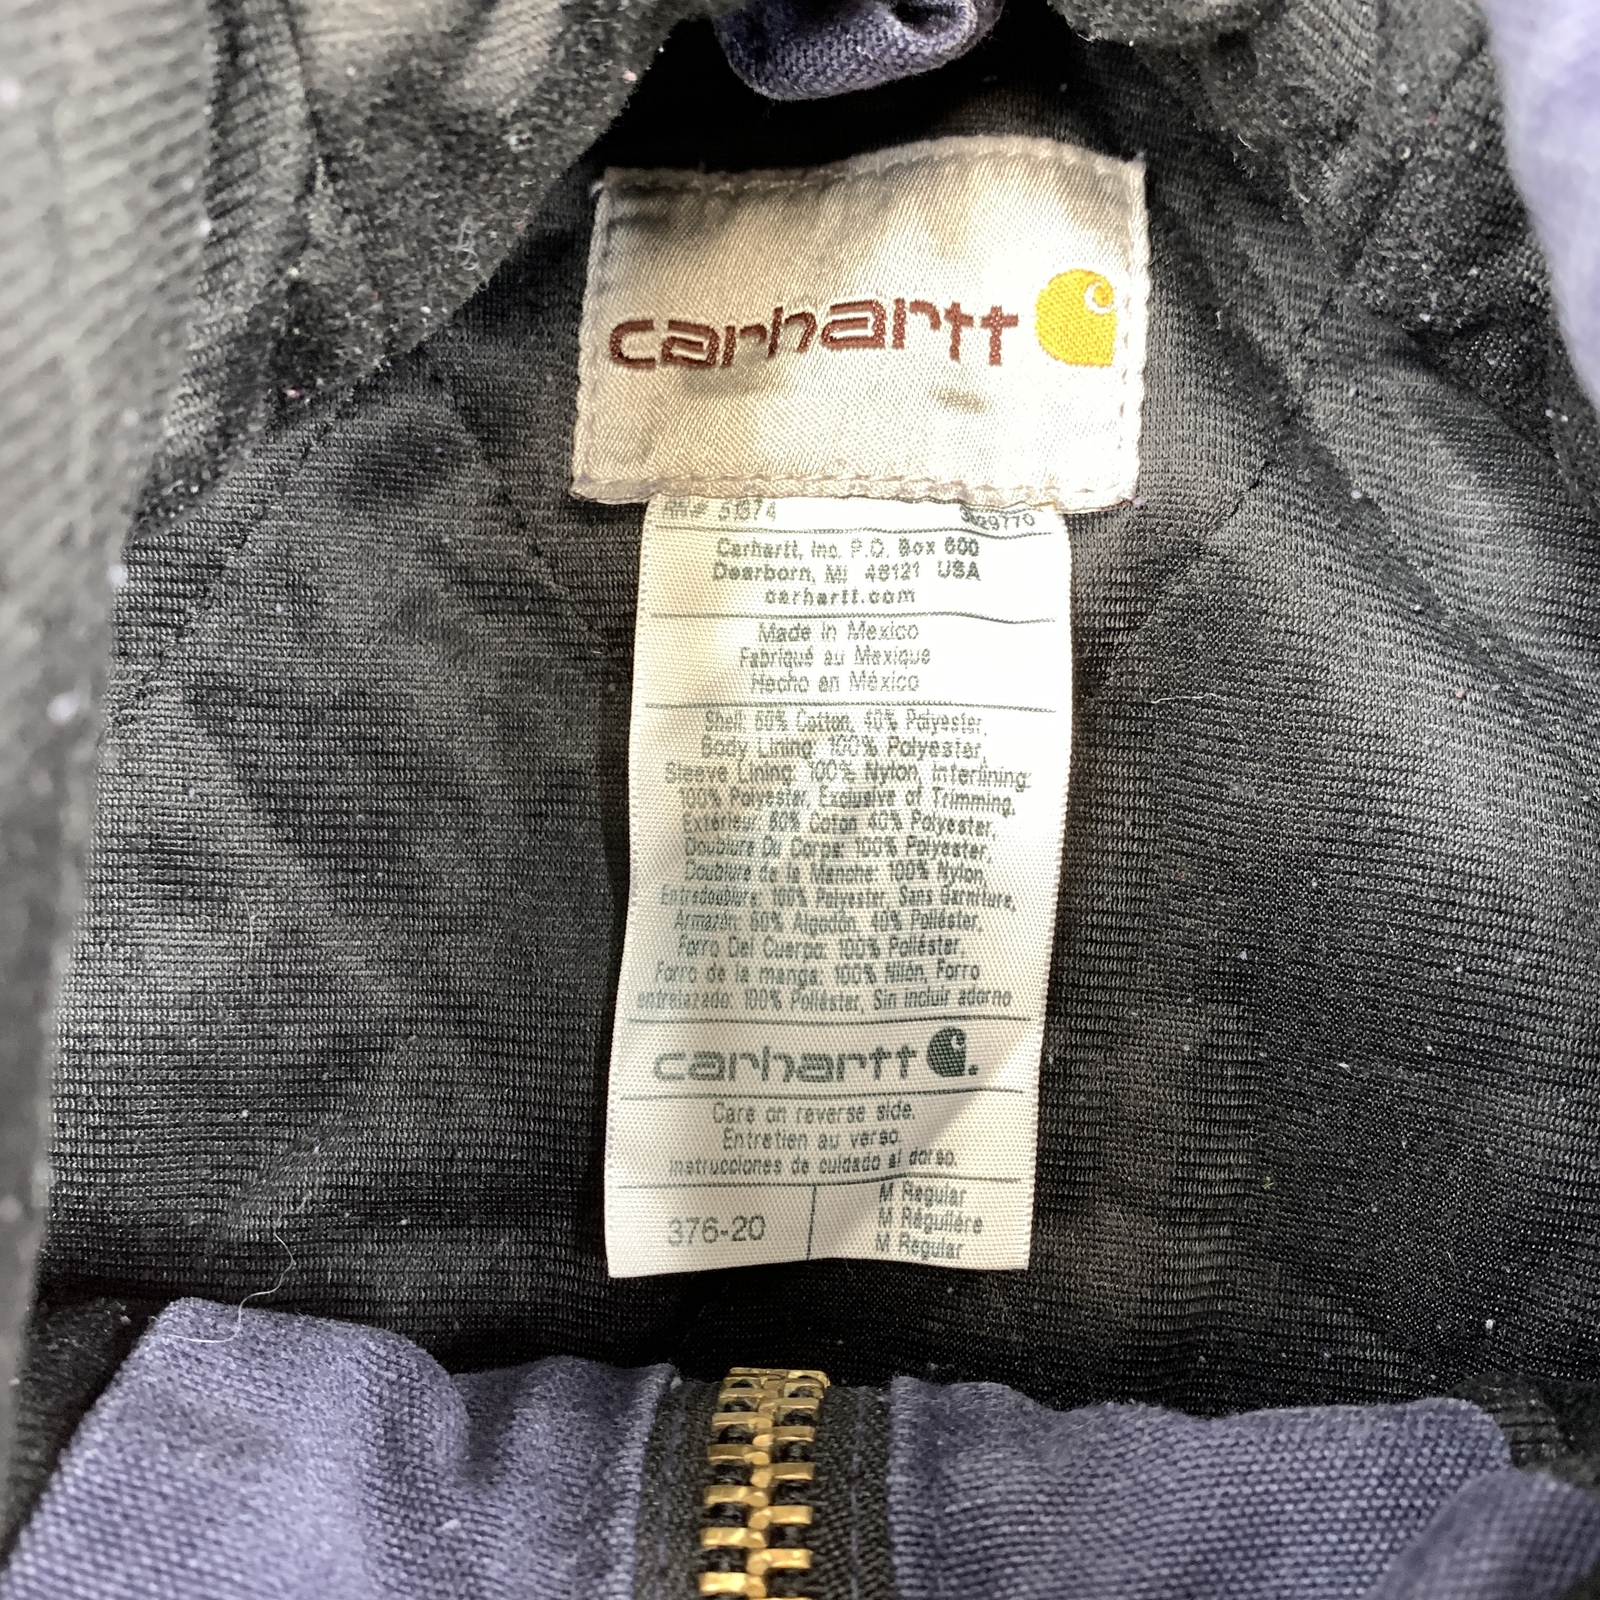 carhartt
RN# 51674
Carhartt, Inc. P.O. Box 600
Dearborn, MI 48121 USA
carhartt.com
Made in Mexico
Fabriqué au Mexique
Hecho en México
Shell: 60% Cotton, 40% Polyester,
Body Lining: 100% Polyester,
Sleeve Lining: 100% Nylon, Interlining:
100% Polyester, Exclusive of Trimming,
Extérieur: 60% Coton 40% Polyester,
Doublure Du Corps: 100% Polyester,
Doublure de la Manche: 100% Nylon,
Entredoublure: 100% Polyester, Sans Garniture,
Armazón: 60% Algodón, 40% Poliéster,
Forro Del Cuerpo: 100% Poliéster
Forro de la manga: 100% Nilón, Forro
entrelazado: 100% Poliéster, Sin incluir adorno
carhartt
Care on reverse side.
Entretien au verso.
Instrucciones de cuidado al dorso.
376-20
M Regular
M Régulière
M Regular